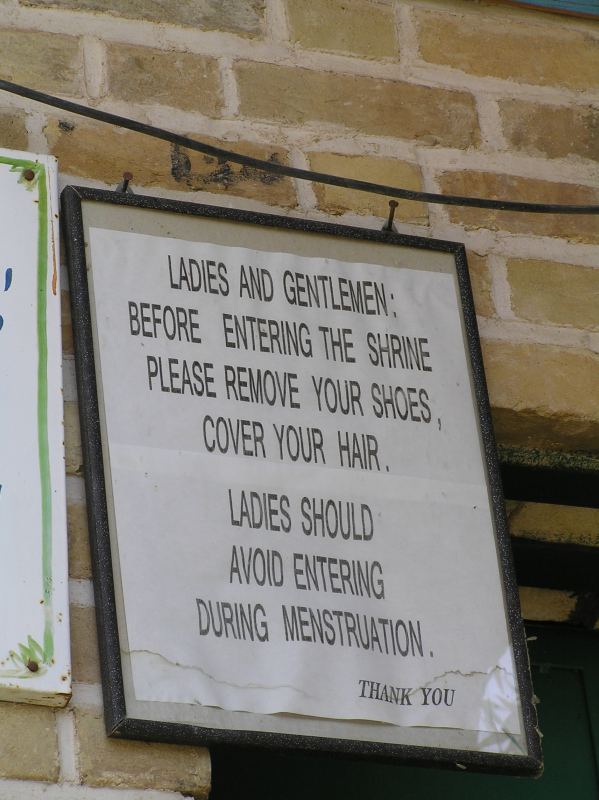 LADIES AND GENTLEMEN:
BEFORE ENTERING THE SHRINE
PLEASE REMOVE YOUR SHOES,
COVER YOUR HAIR.
LADIES SHOULD
AVOID ENTERING
DURING MENSTRUATION.
THANK YOU